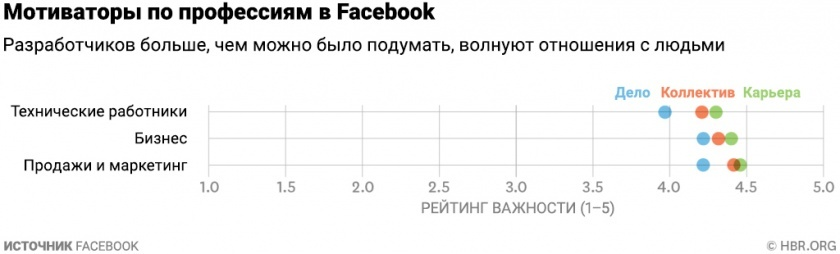 Мотиваторы по профессиям в Facebook
Разработчиков больше, чем можно было подумать, волнуют отношения с людьми
Дело Коллектив Карьера
Технические работники
Бизнес
Продажи и маркетинг
1.0 1.5 2.0 2.5 3.0 3.5 4.0 4.5 5.0
РЕЙТИНГ ВАЖНОСТИ (1–5)
ИСТОЧНИК FACEBOOK © HBR.ORG